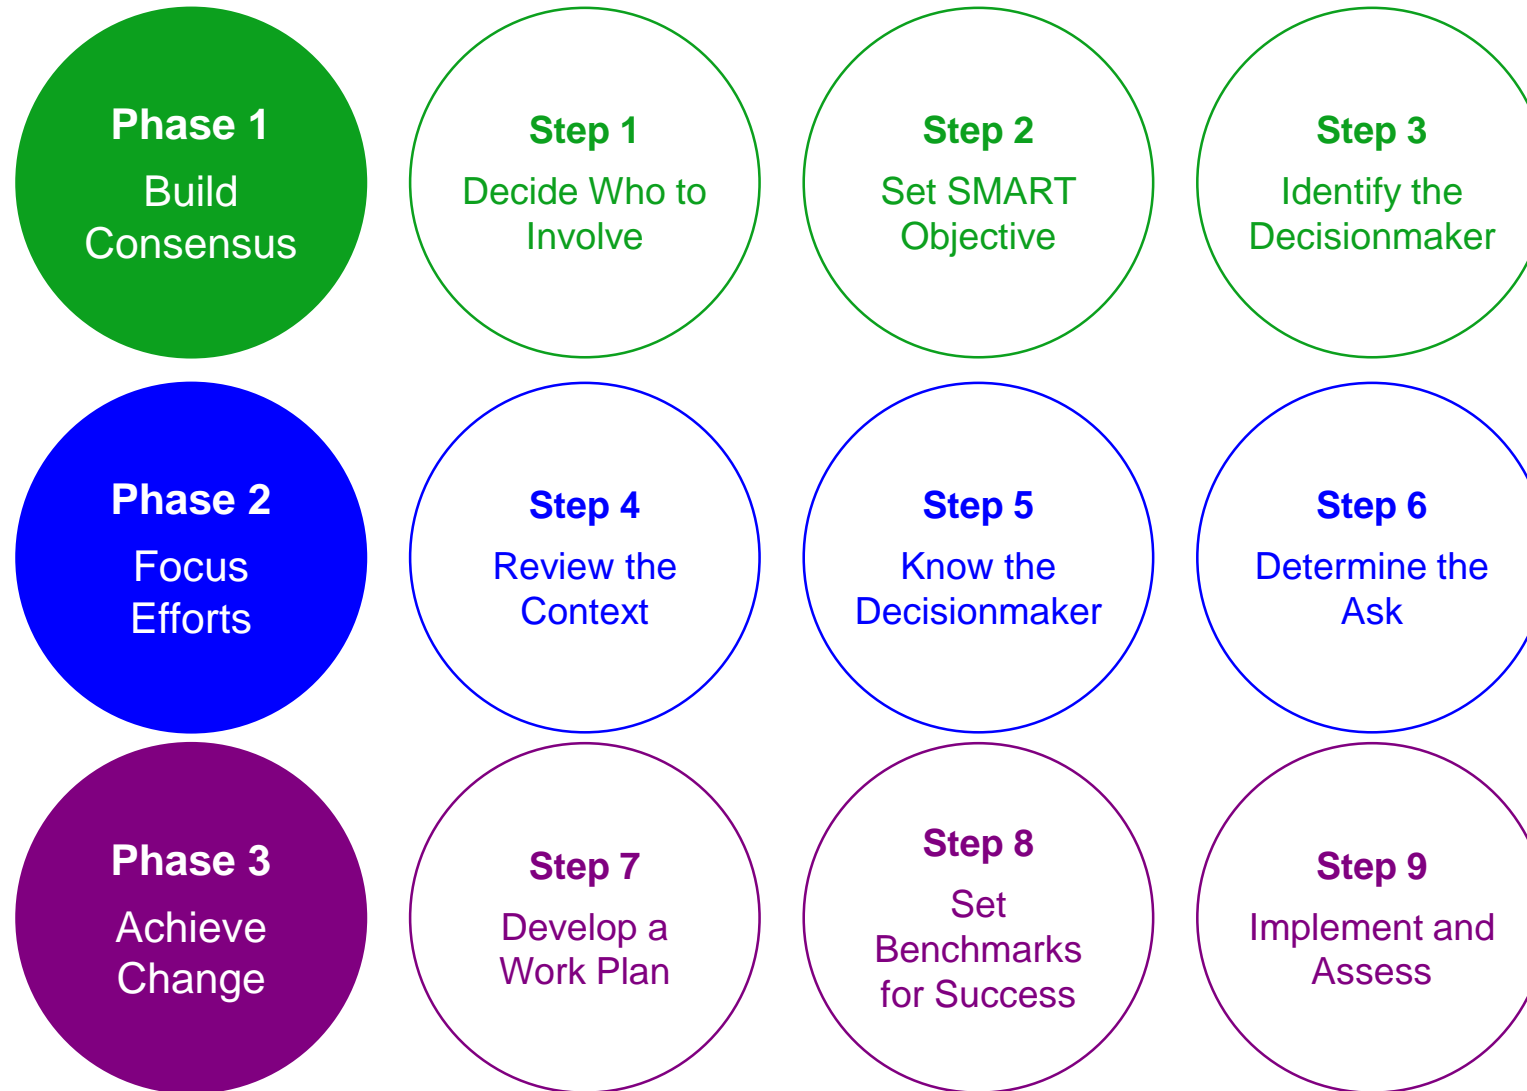 Phase 1
Build
Consensus
Step 1
Decide Who to
Involve
Step 2
Set SMART
Objective
Step 3
Identify the
Decisionmaker
Phase 2
Focus
Efforts
Step 4
Review the
Context
Step 5
Know the
Decisionmaker
Step 6
Determine the
Ask
Phase 3
Achieve
Change
Step 7
Develop a
Work Plan
Step 8
Set
Benchmarks
for Success
Step 9
Implement and
Assess